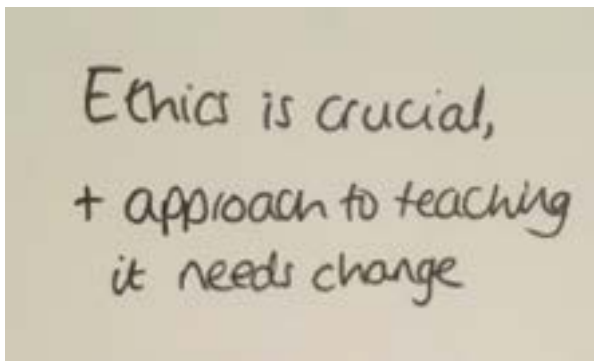 Ethics is crucial,
+ approach to teaching
it needs change